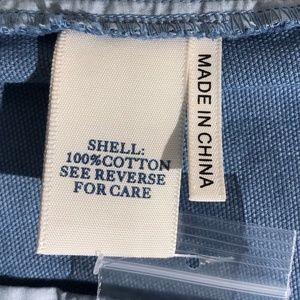 SHELL:
100%COTTON
SEE REVERSE
FOR CARE
MADE IN CHINA